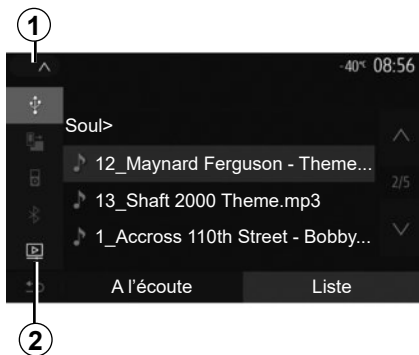 1
-40°C 08:56
Soul>
12_Maynard Ferguson - Theme...
2/5
13_Shaft 2000 Theme.mp3
1_Accross 110th Street - Bobby...
A l'écoute Liste
2